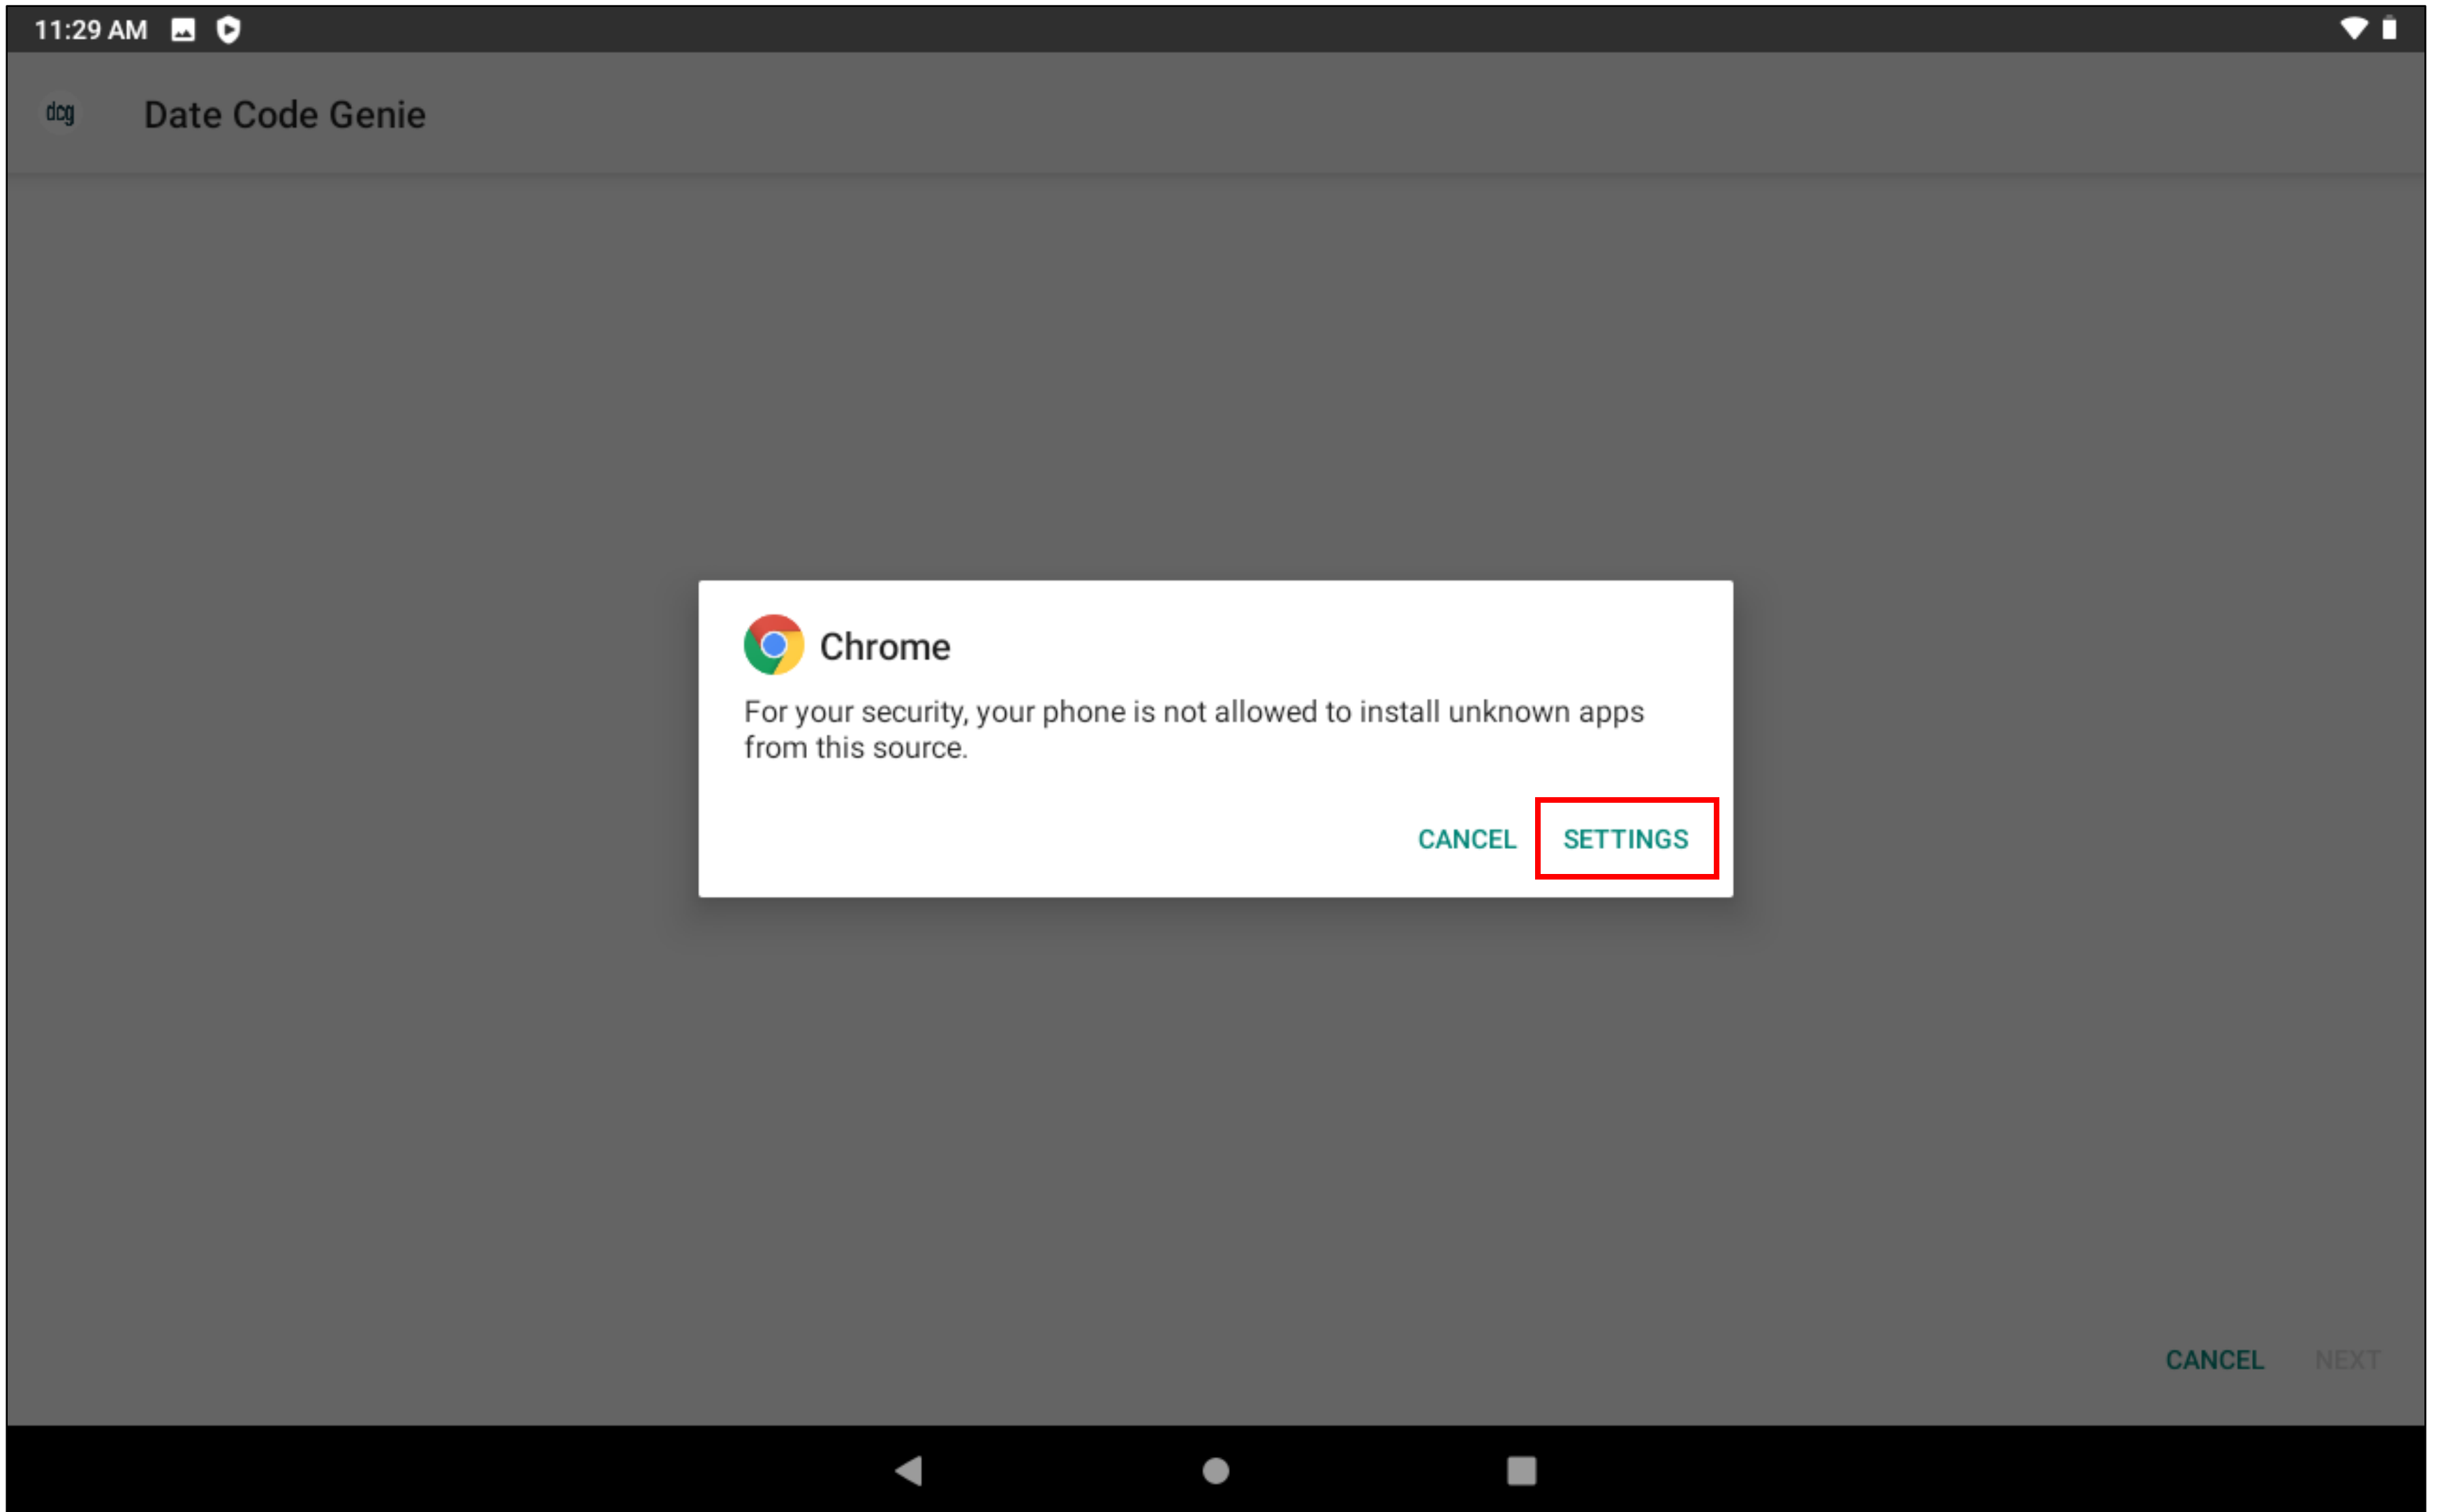 11:29 AM
dcg
Date Code Genie
Chrome
For your security, your phone is not allowed to install unknown apps
from this source.
CANCEL SETTINGS
CANCEL NEXT